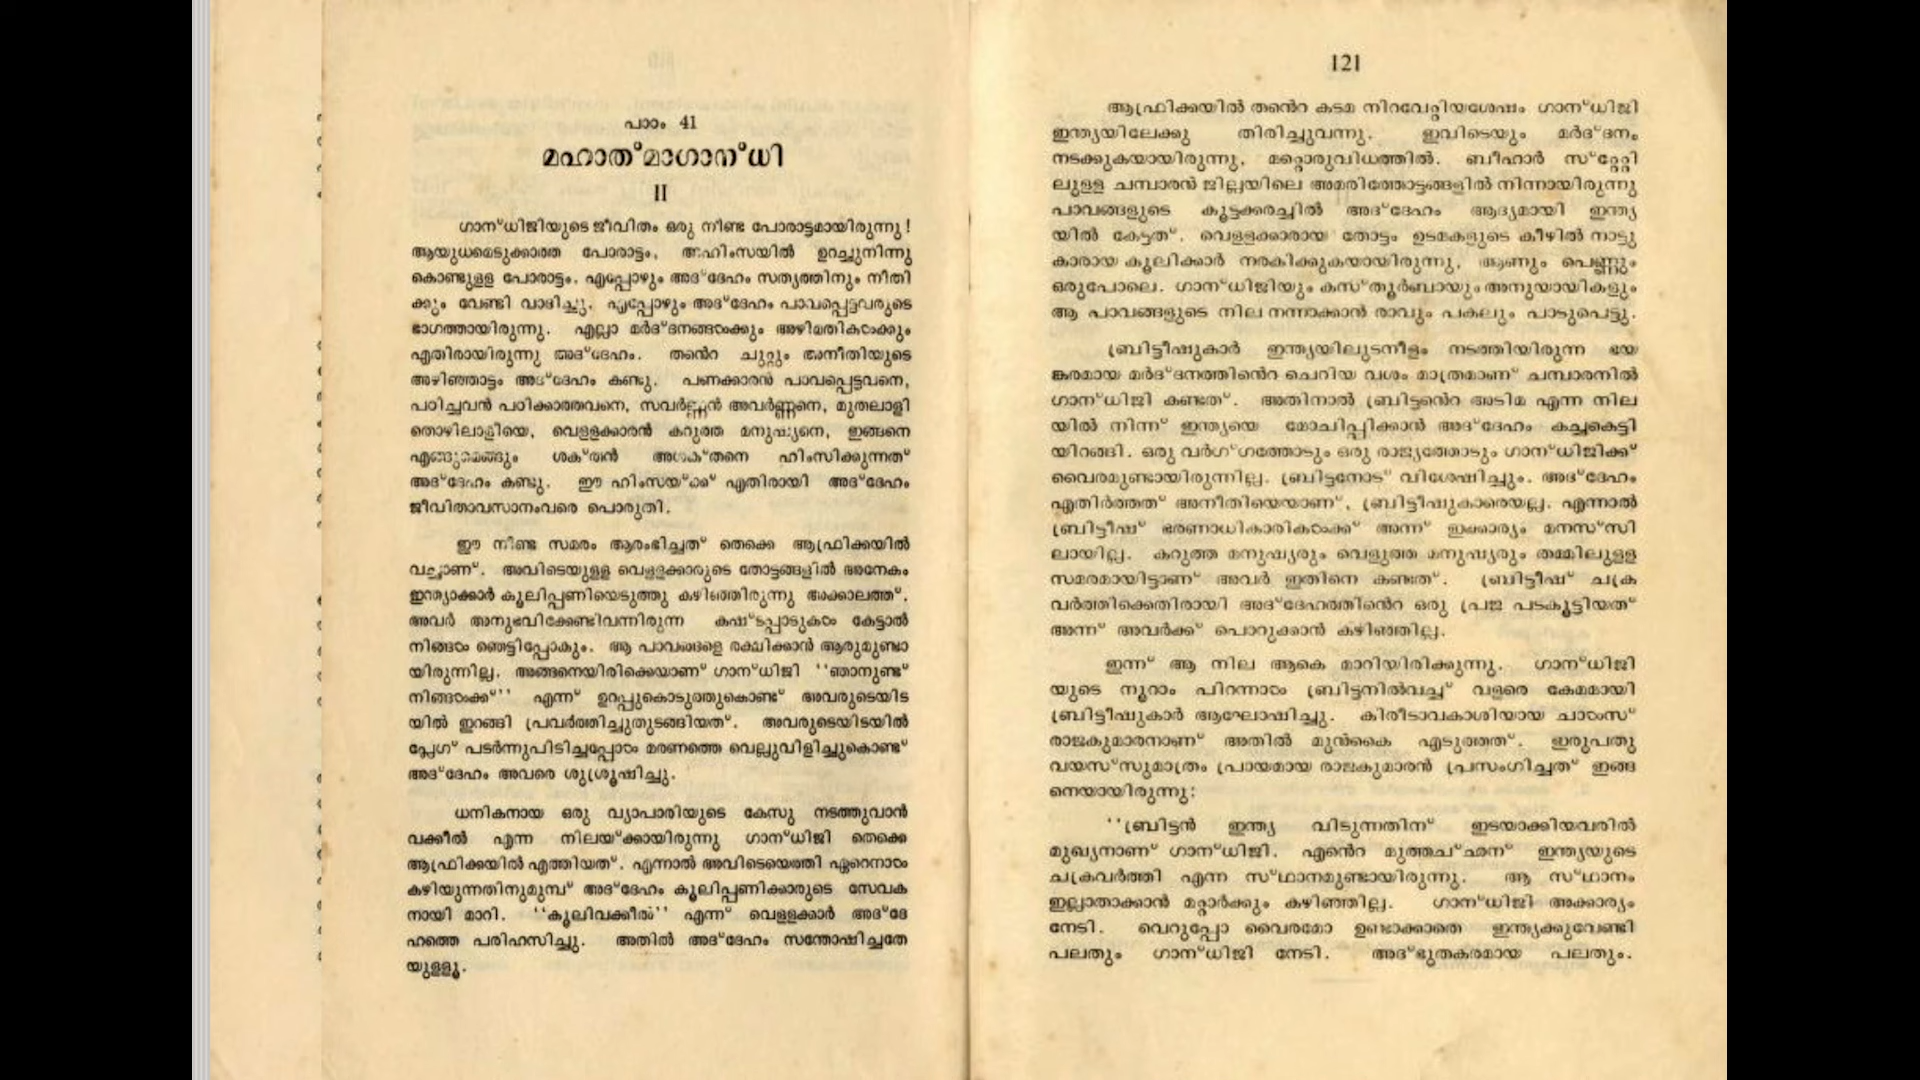 പാഠം 41
മഹാത്‌മാഗാന്‌ധി
II
ഗാന്‌ധിജിയുടെ ജീവിതം ഒരു നീണ്ട പോരാട്ടമായിരുന്നു !
ആയുധമെടുക്കാത്ത പോരാട്ടം, അഹിംസയിൽ ഉറച്ചുനിന്നു
കൊണ്ടുളള പോരാട്ടം. എപ്പോഴും അദ്‌ദേഹം സത്യത്തിനും നീതി
ക്കും വേണ്ടി വാദിച്ചു. എപ്പോഴും അദ്‌ദേഹം പാവപ്പെട്ടവരുടെ
ഭാഗത്തായിരുന്നു. എല്ലാ മർദ്‌ദനങ്ങൾക്കും അഴിമതികൾക്കും
എതിരായിരുന്നു അദ്‌ദേഹം. തൻെറ ചുറ്റും അനീതിയുടെ
അഴിഞ്ഞാട്ടം അദ്‌ദേഹം കണ്ടു. പണക്കാരൻ പാവപ്പെട്ടവനെ,
പഠിച്ചവൻ പഠിക്കാത്തവനെ, സവർണ്ണൻ അവർണ്ണനെ, മുതലാളി
തൊഴിലാളിയെ, വെളളക്കാരൻ കറുത്ത മനുഷ്യനെ, ഇങ്ങനെ
എങ്ങുമെങ്ങും ശക്‌തൻ അശക്‌തനെ ഹിംസിക്കുന്നത്
അദ്‌ദേഹം കണ്ടു. ഈ ഹിംസയ്‌ക്ക് എതിരായി അദ്‌ദേഹം
ജീവിതാവസാനംവരെ പൊരുതി.
ഈ നീണ്ട സമരം ആരംഭിച്ചത് തെക്കെ ആഫ്രിക്കയിൽ
വച്ചാണ്. അവിടെയുളള വെളളക്കാരുടെ തോട്ടങ്ങളിൽ അനേകം
ഇന്ത്യാക്കാർ കൂലിപ്പണിയെടുത്തു കഴിഞ്ഞിരുന്നു അക്കാലത്ത്.
അവർ അനുഭവിക്കേണ്ടിവന്നിരുന്ന കഷ്‌ടപ്പാടുകൾ കേട്ടാൽ
നിങ്ങൾ ഞെട്ടിപ്പോകും. ആ പാവങ്ങളെ രക്ഷിക്കാൻ ആരുമുണ്ടാ
യിരുന്നില്ല. അങ്ങനെയിരിക്കെയാണ് ഗാന്‌ധിജി ''ഞാനുണ്ട്
നിങ്ങൾക്ക്'' എന്ന് ഉറപ്പുകൊടുത്തുകൊണ്ട് അവരുടെയിട
യിൽ ഇറങ്ങി പ്രവർത്തിച്ചുതുടങ്ങിയത്. അവരുടെയിടയിൽ
പ്ലേഗ് പടർന്നുപിടിച്ചപ്പോൾ മരണത്തെ വെല്ലുവിളിച്ചുകൊണ്ട്
അദ്‌ദേഹം അവരെ ശുശ്രൂഷിച്ചു.
ധനികനായ ഒരു വ്യാപാരിയുടെ കേസു നടത്തുവാൻ
വക്കീൽ എന്ന നിലയ്‌ക്കായിരുന്നു ഗാന്‌ധിജി തെക്കെ
ആഫ്രിക്കയിൽ എത്തിയത്. എന്നാൽ അവിടെയെത്തി ഏറെനാൾ
കഴിയുന്നതിനുമുമ്പ് അദ്‌ദേഹം കൂലിപ്പണിക്കാരുടെ സേവക
നായി മാറി. ''കൂലിവക്കീൽ'' എന്ന് വെളളക്കാർ അദ്‌ദേ
ഹത്തെ പരിഹസിച്ചു. അതിൽ അദ്‌ദേഹം സന്തോഷിച്ചതേ
യുളളൂ.
121
ആഫ്രിക്കയിൽ തൻെറ കടമ നിറവേറ്റിയശേഷം ഗാന്‌ധിജി
ഇന്ത്യയിലേക്കു തിരിച്ചുവന്നു. ഇവിടെയും മർദ്‌ദനം
നടക്കുകയായിരുന്നു, മറ്റൊരുവിധത്തിൽ. ബീഹാർ സ്‌റ്റേറ്റി
ലുളള ചമ്പാരൻ ജില്ലയിലെ അമരിത്തോട്ടങ്ങളിൽ നിന്നായിരുന്നു
പാവങ്ങളുടെ കൂട്ടക്കരച്ചിൽ അദ്‌ദേഹം ആദ്യമായി ഇന്ത്യ
യിൽ കേട്ടത്. വെളളക്കാരായ തോട്ടം ഉടമകളുടെ കീഴിൽ നാട്ടു
കാരായ കൂലിക്കാർ നരകിക്കുകയായിരുന്നു, ആണും പെണ്ണും
ഒരുപോലെ. ഗാന്‌ധിജിയും കസ്‌തൂർബായും അനുയായികളും
ആ പാവങ്ങളുടെ നില നന്നാക്കാൻ രാവും പകലും പാടുപെട്ടു.
ബ്രിട്ടീഷുകാർ ഇന്ത്യയിലുടനീളം നടത്തിയിരുന്ന ഭയ
ങ്കരമായ മർദ്‌ദനത്തിൻെറ ചെറിയ വശം മാത്രമാണ് ചമ്പാരനിൽ
ഗാന്‌ധിജി കണ്ടത്. അതിനാൽ ബ്രിട്ടൻെറ അടിമ എന്ന നില
യിൽ നിന്ന് ഇന്ത്യയെ മോചിപ്പിക്കാൻ അദ്‌ദേഹം കച്ചകെട്ടി
യിറങ്ങി. ഒരു വർഗ്‌ഗത്തോടും ഒരു രാജ്യത്തോടും ഗാന്‌ധിജിക്ക്
വൈരമുണ്ടായിരുന്നില്ല. ബ്രിട്ടനോട് വിശേഷിച്ചും. അദ്‌ദേഹം
എതിർത്തത് അനീതിയെയാണ്, ബ്രിട്ടീഷുകാരെയല്ല. എന്നാൽ
ബ്രിട്ടീഷ് ഭരണാധികാരികൾക്ക് അന്ന് ഇക്കാര്യം മനസ്‌സി
ലായില്ല. കറുത്ത മനുഷ്യരും വെളുത്ത മനുഷ്യരും തമ്മിലുളള
സമരമായിട്ടാണ് അവർ ഇതിനെ കണ്ടത്. ബ്രിട്ടീഷ് ചക്ര
വർത്തിക്കെതിരായി അദ്‌ദേഹത്തിൻെറ ഒരു പ്രജ പടകൂട്ടിയത്
അന്ന് അവർക്ക് പൊറുക്കാൻ കഴിഞ്ഞില്ല.
ഇന്ന് ആ നില ആകെ മാറിയിരിക്കുന്നു. ഗാന്‌ധിജി
യുടെ നൂറാം പിറന്നാൾ ബ്രിട്ടനിൽവച്ച് വളരെ കേമമായി
ബ്രിട്ടീഷുകാർ ആഘോഷിച്ചു. കിരീടാവകാശിയായ ചാൾസ്
രാജകുമാരനാണ് അതിൽ മുൻകൈ എടുത്തത്. ഇരുപതു
വയസ്‌സുമാത്രം പ്രായമായ രാജകുമാരൻ പ്രസംഗിച്ചത് ഇങ്ങ
നെയായിരുന്നു:
''ബ്രിട്ടൻ ഇന്ത്യ വിടുന്നതിന് ഇടയാക്കിയവരിൽ
മുഖ്യനാണ് ഗാന്‌ധിജി. എൻെറ മുത്തച്‌ഛന് ഇന്ത്യയുടെ
ചക്രവർത്തി എന്ന സ്‌ഥാനമുണ്ടായിരുന്നു. ആ സ്‌ഥാനം
ഇല്ലാതാക്കാൻ മറ്റാർക്കും കഴിഞ്ഞില്ല. ഗാന്‌ധിജി അക്കാര്യം
നേടി. വെറുപ്പോ വൈരമോ ഉണ്ടാക്കാതെ ഇന്ത്യക്കുവേണ്ടി
പലതും ഗാന്‌ധിജി നേടി. അദ്‌ഭുതകരമായ പലതും.